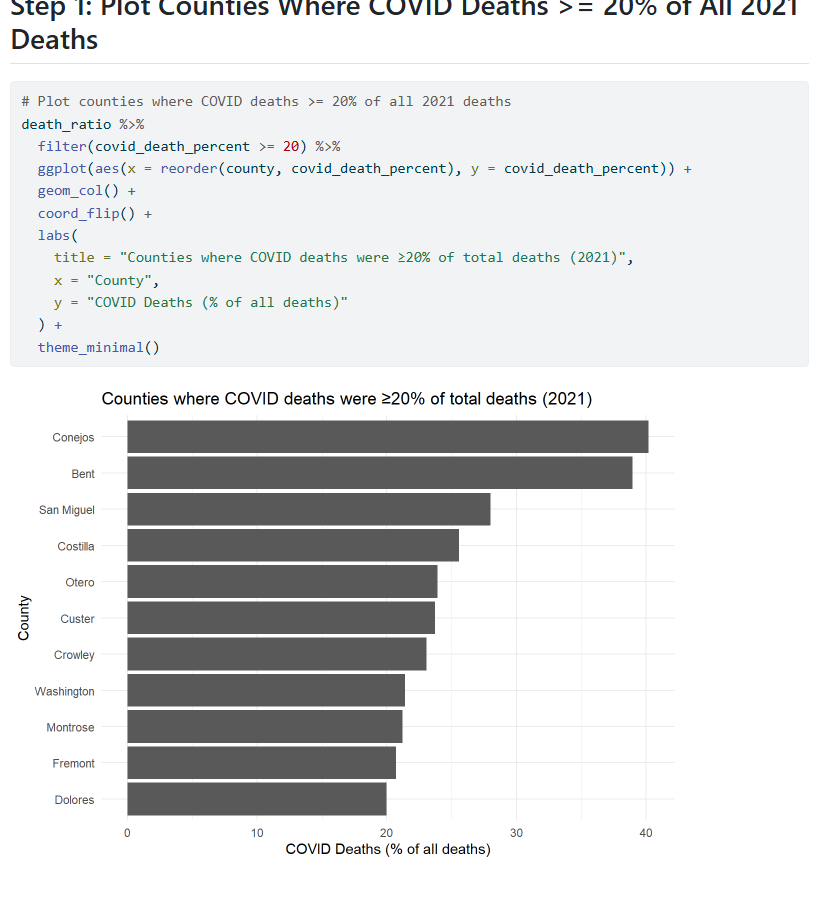 Step 1: Plot Counties Where COVID Deaths >= 20% of All 2021
Deaths
# Plot counties where COVID deaths >= 20% of all 2021 deaths
death_ratio %>%
  filter(covid_death_percent >= 20) %>%
  ggplot(aes(x = reorder(county, covid_death_percent), y = covid_death_percent)) +
  geom_col() +
  coord_flip() +
  labs(
    title = "Counties where COVID deaths were ≥20% of total deaths (2021)",
    x = "County",
    y = "COVID Deaths (% of all deaths)"
  ) +
  theme_minimal()
Counties where COVID deaths were ≥20% of total deaths (2021)
County
Conejos
Bent
San Miguel
Costilla
Otero
Custer
Crowley
Washington
Montrose
Fremont
Dolores
0 10 20 30 40
COVID Deaths (% of all deaths)